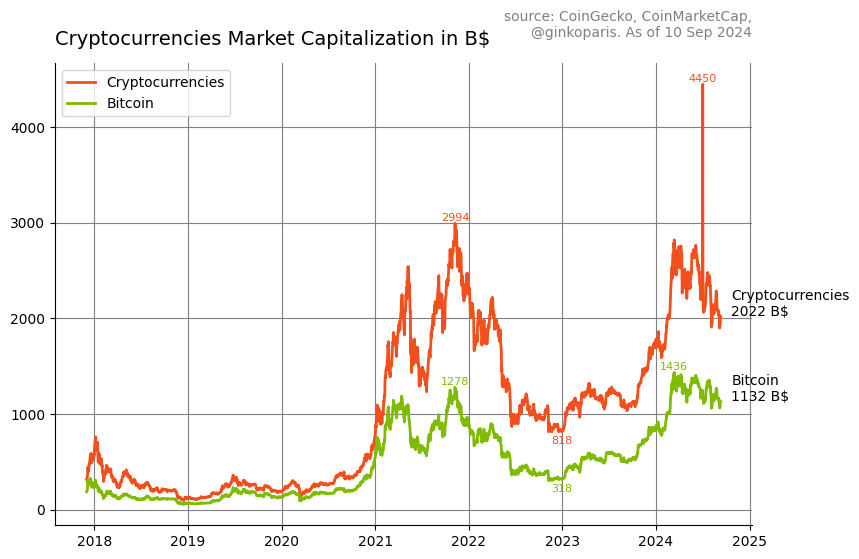 source: CoinGecko, CoinMarketCap,
@ginkoparis. As of 10 Sep 2024
Cryptocurrencies Market Capitalization in B$
Cryptocurrencies
Bitcoin
4450
4000
3000
2994
2000
Cryptocurrencies
2022 B$
1436
1278
Bitcoin
1132 B$
1000
818
318
0
2018
2019
2020
2021
2022
2023
2024
2025